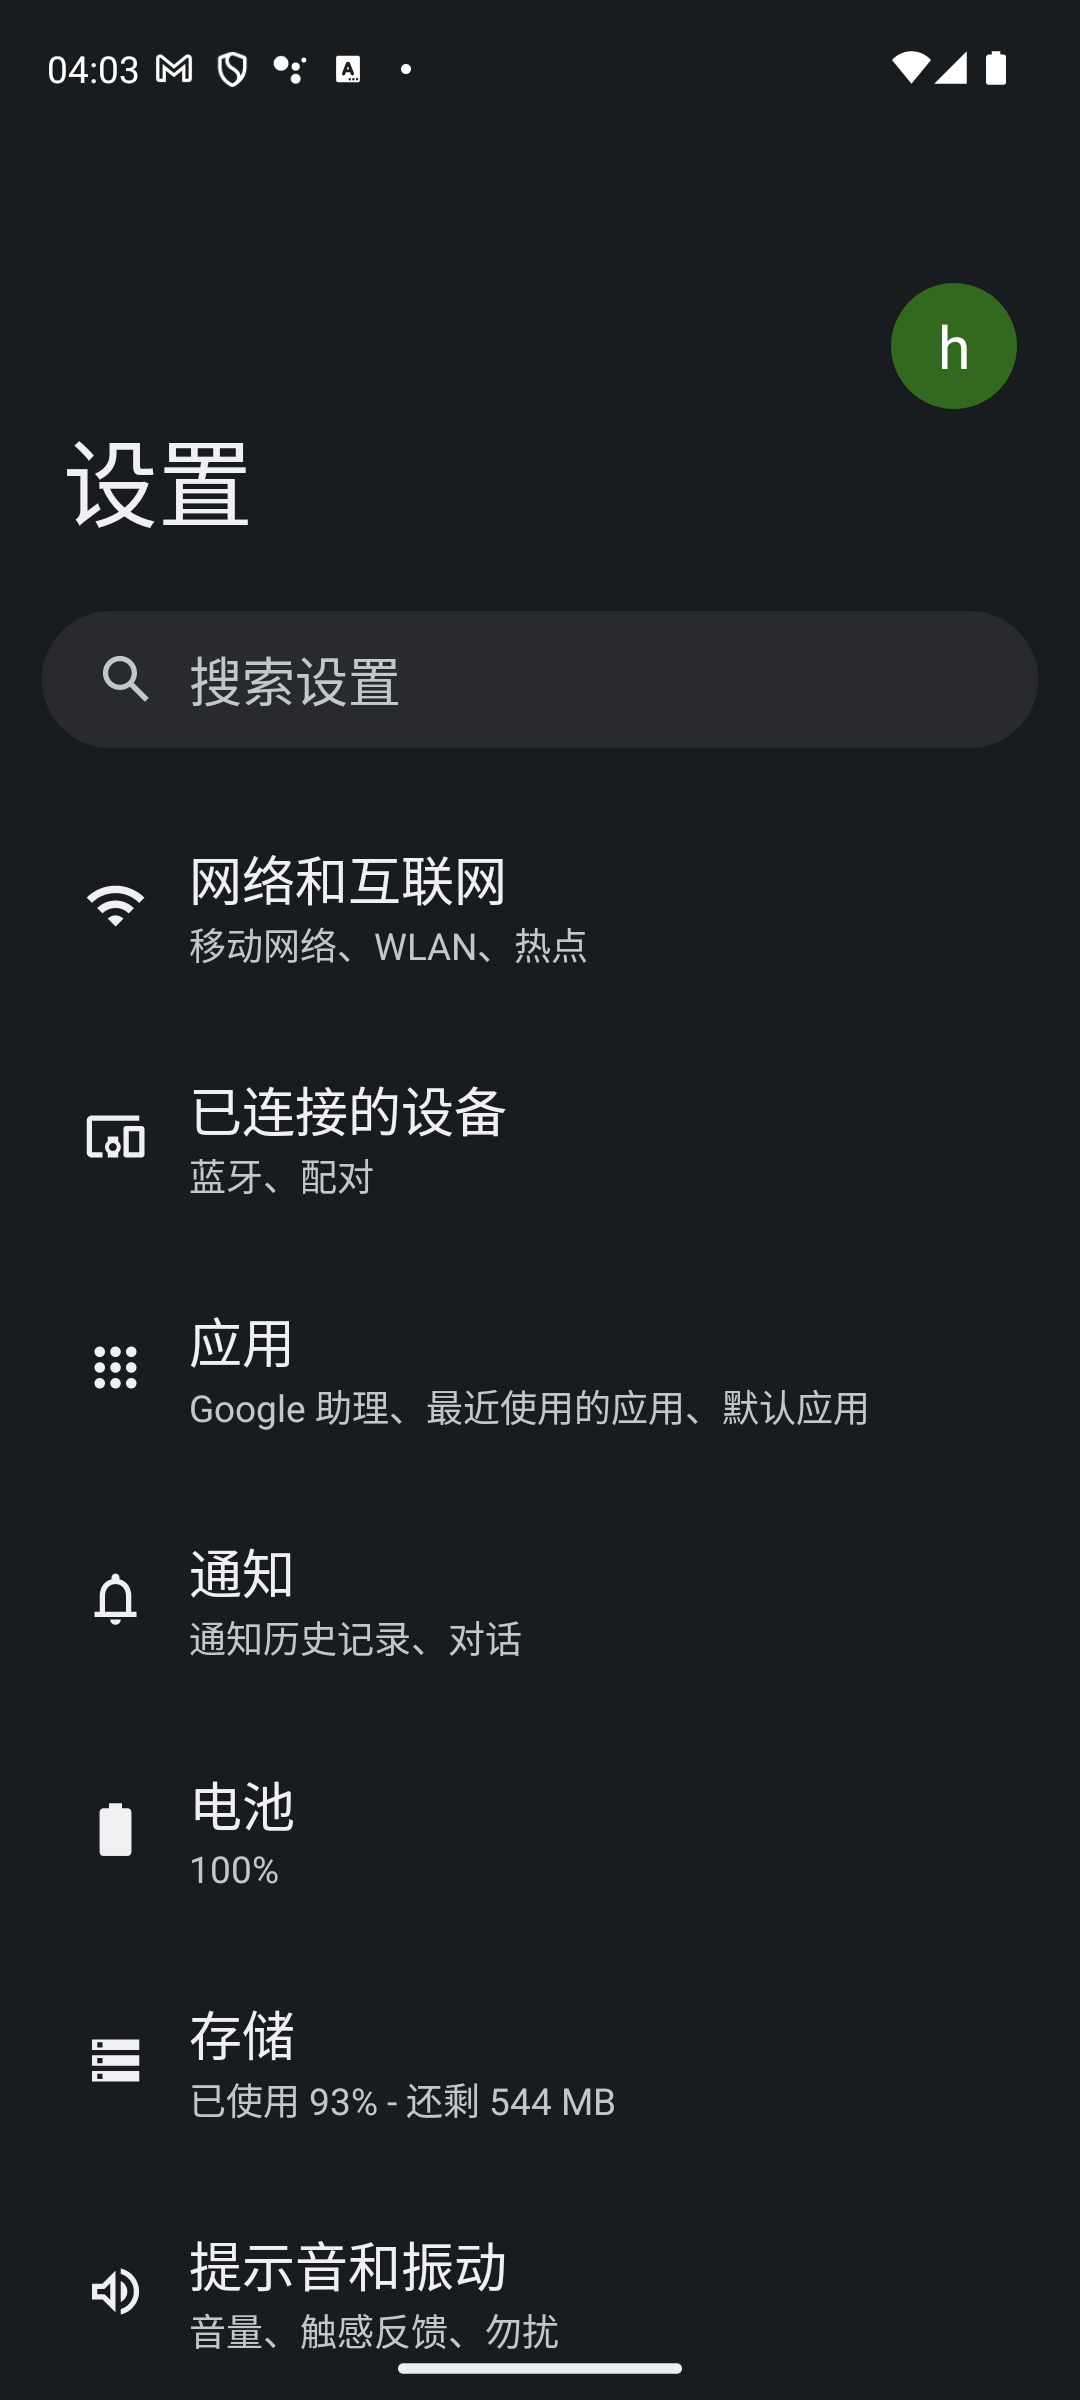 04:03
h
设置
搜索设置
网络和互联网
移动网络、WLAN、热点
已连接的设备
蓝牙、配对
应用
Google 助理、最近使用的应用、默认应用
通知
通知历史记录、对话
电池
100%
存储
已使用 93% - 还剩 544 MB
提示音和振动
音量、触感反馈、勿扰